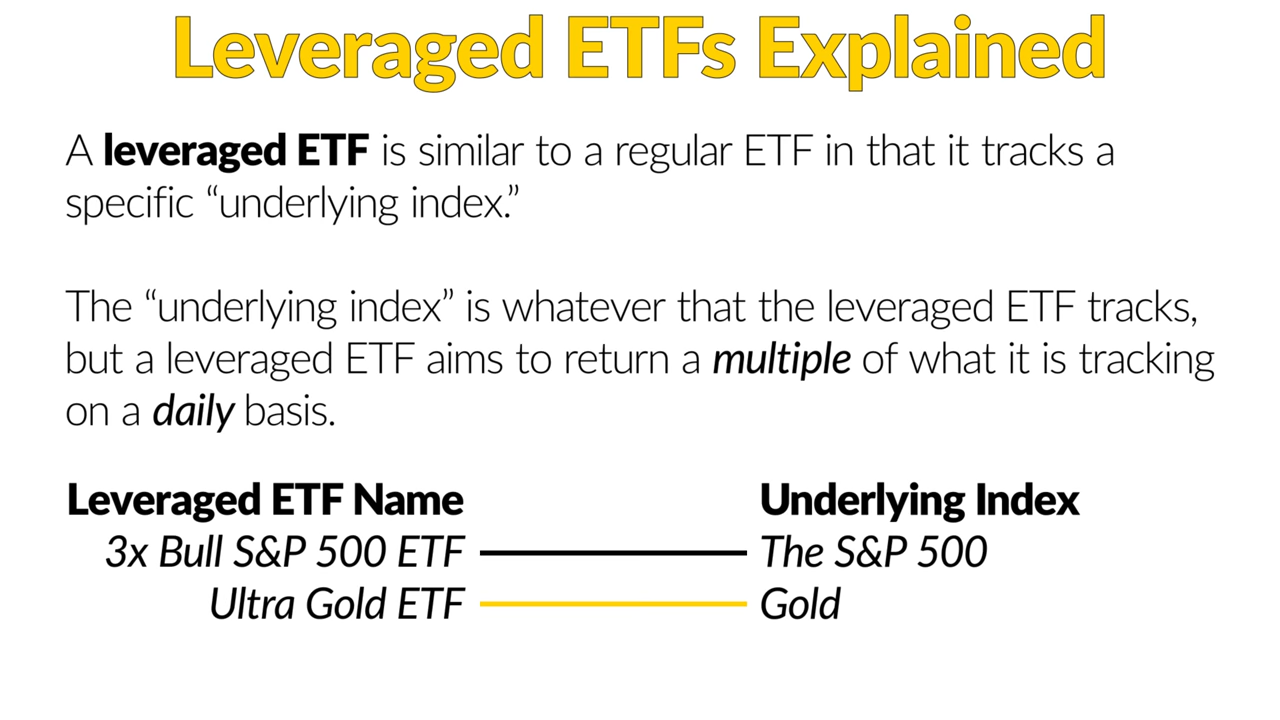 Leveraged ETFs Explained
A leveraged ETF is similar to a regular ETF in that it tracks a
specific “underlying index.”
The “underlying index” is whatever that the leveraged ETF tracks,
but a leveraged ETF aims to return a multiple of what it is tracking
on a daily basis.
Leveraged ETF Name Underlying Index
3x Bull S&P 500 ETF The S&P 500
Ultra Gold ETF Gold